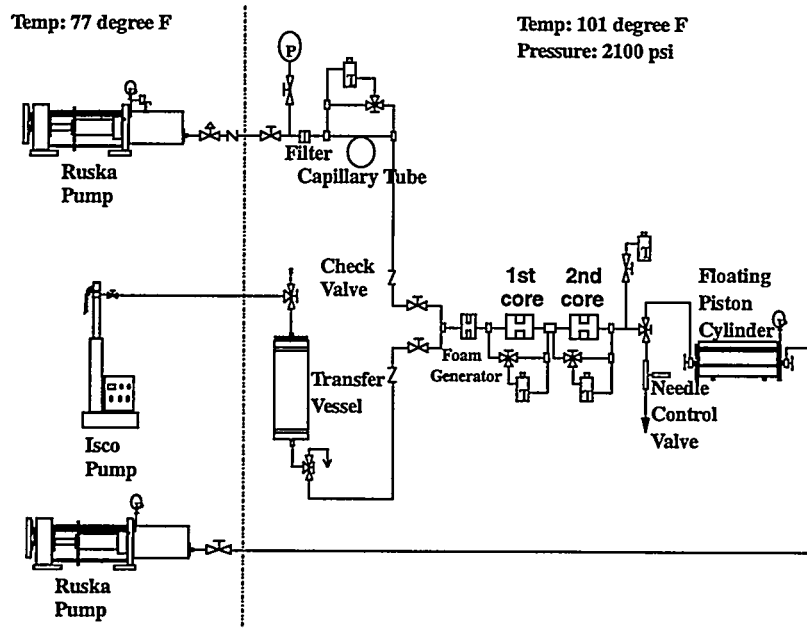 Temp: 77 degree F
Temp: 101 degree F
Pressure: 2100 psi
P
T
Ruska
Pump
Filter
Capillary Tube
Check
Valve
1st
core
2nd
core
T
Floating
Piston
Cylinder
Foam
Generator
T
T
Needle
Control
Valve
Transfer
Vessel
Isco
Pump
Ruska
Pump